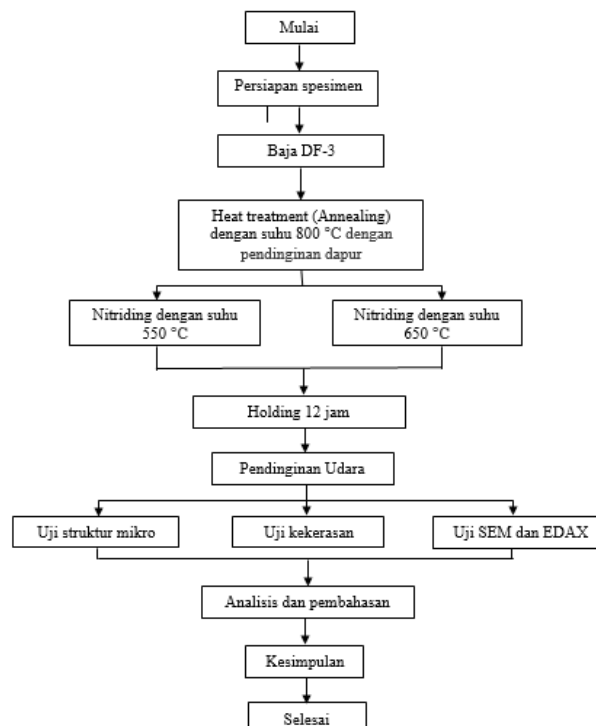 Mulai
Persiapan spesimen
Baja DF-3
Heat treatment (Annealing)
dengan suhu 800 °C dengan
pendinginan dapur
Nitriding dengan suhu
550 °C
Nitriding dengan suhu
650 °C
Holding 12 jam
Pendinginan Udara
Uji struktur mikro
Uji kekerasan
Uji SEM dan EDAX
Analisis dan pembahasan
Kesimpulan
Selesai